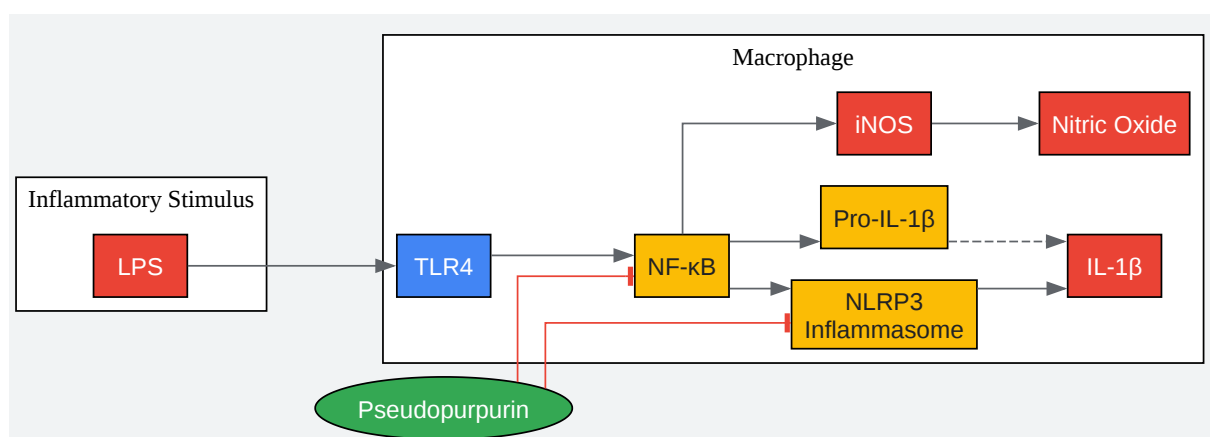 Macrophage
iNOS
Nitric Oxide
Inflammatory Stimulus
LPS
TLR4
NF-κB
Pro-IL-1β
IL-1β
NLRP3
Inflammasome
Pseudopurpurin